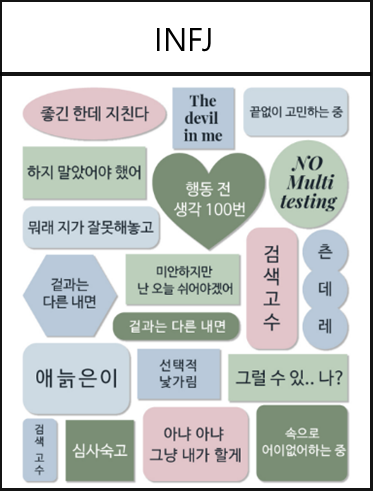 INFJ
좋긴 한데 지친다
The
devil
in me
끝없이 고민하는 중
하지 말았어야 했어
행동 전
생각 100번
NO
Multi
testing
뭐래 지가 잘못해놓고
겉과는
다른 내면
미안하지만
난 오늘 쉬어야겠어
검
색
고
수
츤
데
레
겉과는 다른 내면
애늙은이
선택적
낯가림
그럴 수 있.. 나?
검
색
고
수
심사숙고
아냐 아냐
그냥 내가 할게
속으로
어이없어하는 중